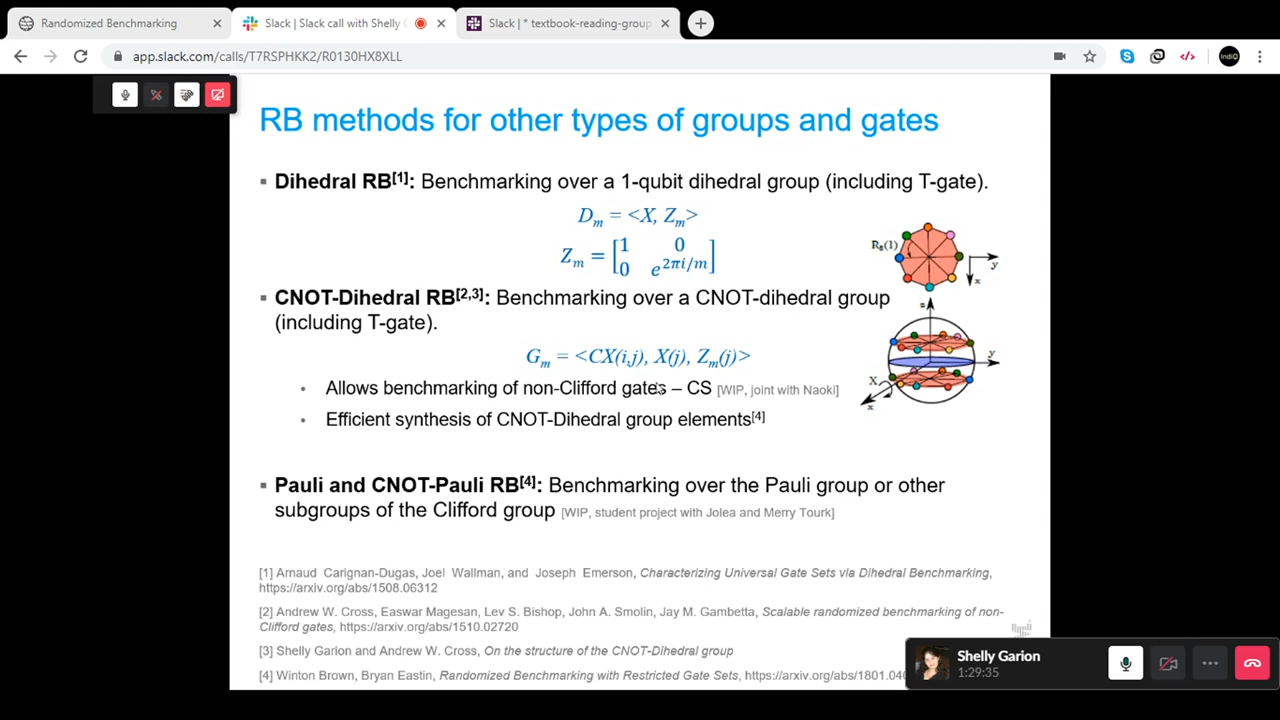 Randomized Benchmarking
Slack | Slack call with Shelly
Slack | * textbook-reading-group
app.slack.com/calls/T7RSPHKK2/R0130HX8XLL
RB methods for other types of groups and gates
▪ Dihedral RB[1]: Benchmarking over a 1-qubit dihedral group (including T-gate).
Dm = <X, Zm>
Zm = [1 0
0 e2πi/m]
R8(1)
y
x
▪ CNOT-Dihedral RB[2,3]: Benchmarking over a CNOT-dihedral group
(including T-gate).
z
y
X
x
Gm = <CX(i,j), X(j), Zm(j)>
• Allows benchmarking of non-Clifford gates – CS [WIP, joint with Naoki]
• Efficient synthesis of CNOT-Dihedral group elements[4]
▪ Pauli and CNOT-Pauli RB[4]: Benchmarking over the Pauli group or other
subgroups of the Clifford group [WIP, student project with Jolea and Merry Tourk]
[1] Arnaud Carignan-Dugas, Joel Wallman, and Joseph Emerson, Characterizing Universal Gate Sets via Dihedral Benchmarking,
https://arxiv.org/abs/1508.06312
[2] Andrew W. Cross, Easwar Magesan, Lev S. Bishop, John A. Smolin, Jay M. Gambetta, Scalable randomized benchmarking of non-
Clifford gates, https://arxiv.org/abs/1510.02720
[3] Shelly Garion and Andrew W. Cross, On the structure of the CNOT-Dihedral group
[4] Winton Brown, Bryan Eastin, Randomized Benchmarking with Restricted Gate Sets, https://arxiv.org/abs/1801.04
Shelly Garion
1:29:35